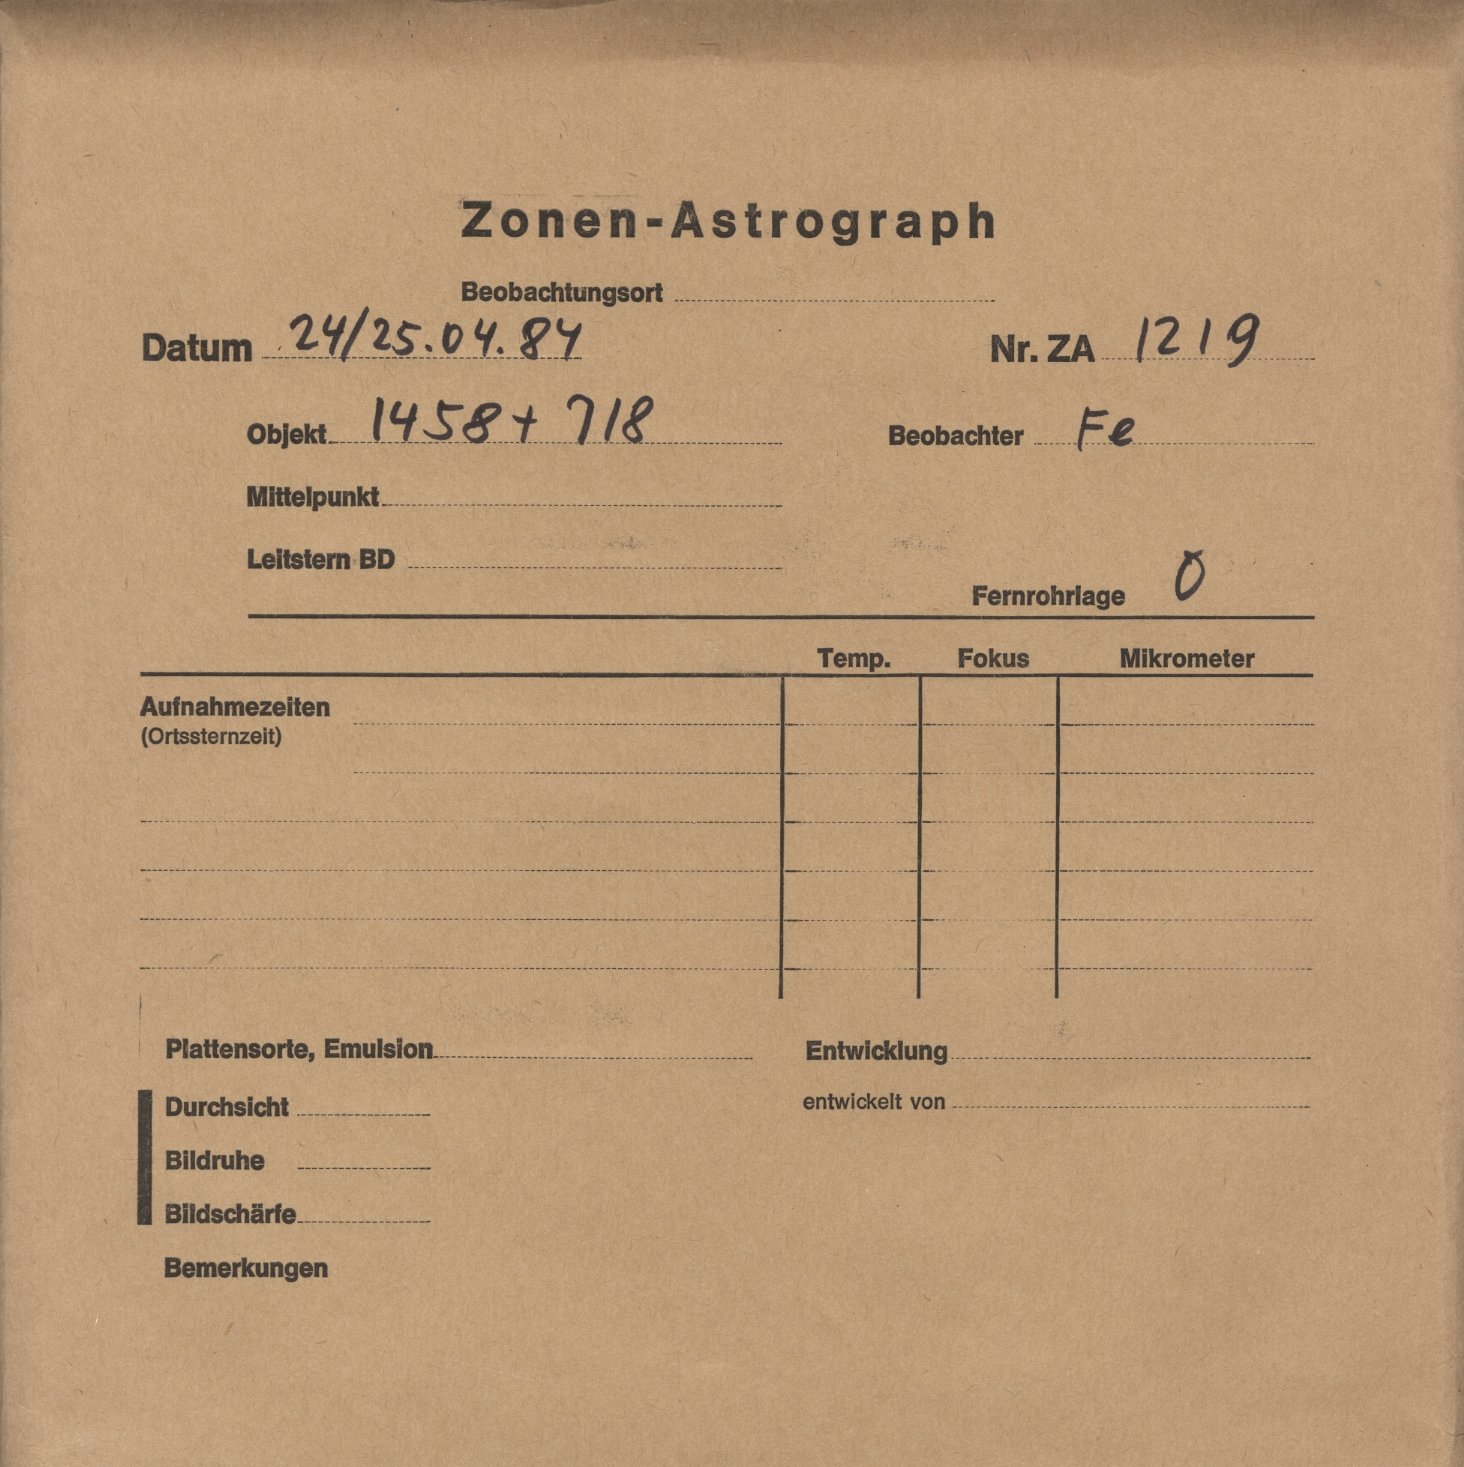 Zonen-Astrograph
Beobachtungsort
Datum 24/25.04.84 Nr. ZA 1219
Objekt 1458+718 Beobachter Fe
Mittelpunkt
Leitstern BD
Fernrohrlage O
Temp. Fokus Mikrometer
Aufnahmezeiten
(Ortssternzeit)
Plattensorte, Emulsion Entwicklung
Durchsicht entwickelt von
Bildruhe
Bildschärfe
Bemerkungen